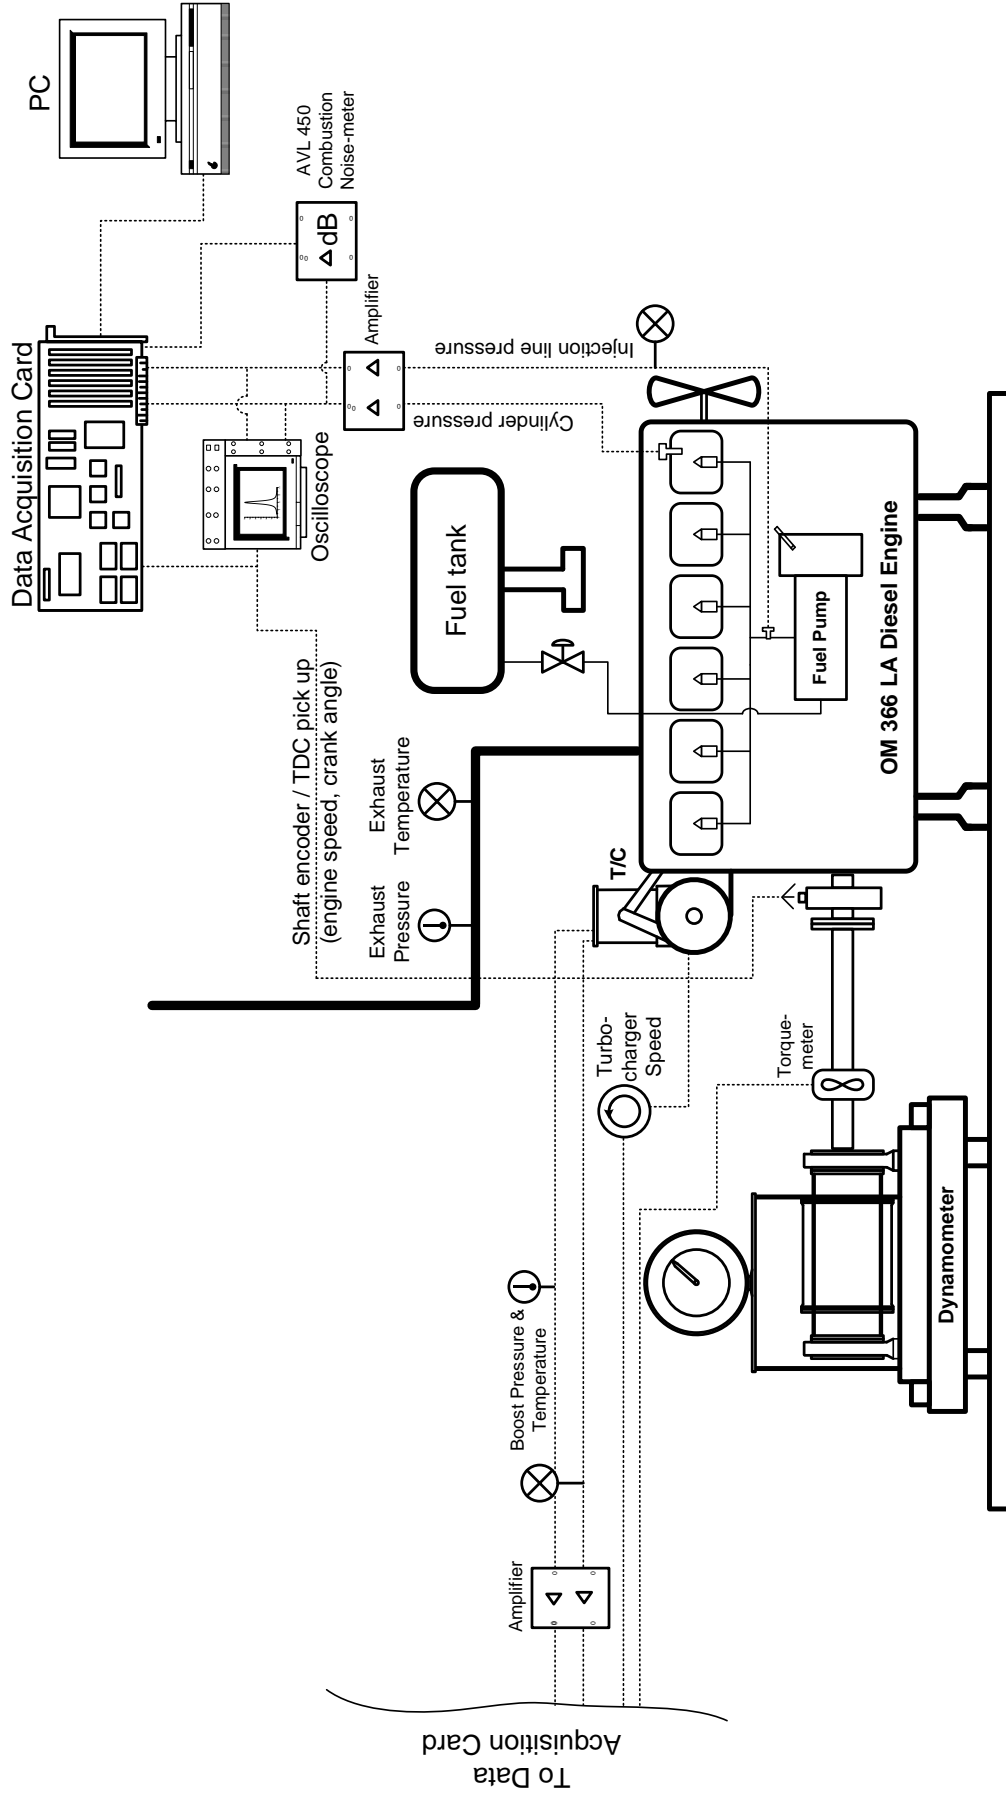 PC
Data Acquisition Card
AVL 450
Combustion
Noise-meter
dB
Amplifier
Oscilloscope
Injection line pressure
Cylinder pressure
Fuel tank
Shaft encoder / TDC pick up
(engine speed, crank angle)
Exhaust
Temperature
Exhaust
Pressure
T/C
Fuel Pump
OM 366 LA Diesel Engine
Turbo-
charger
Speed
Torque-
meter
Boost Pressure &
Temperature
Dynamometer
Amplifier
To Data
Acquisition Card